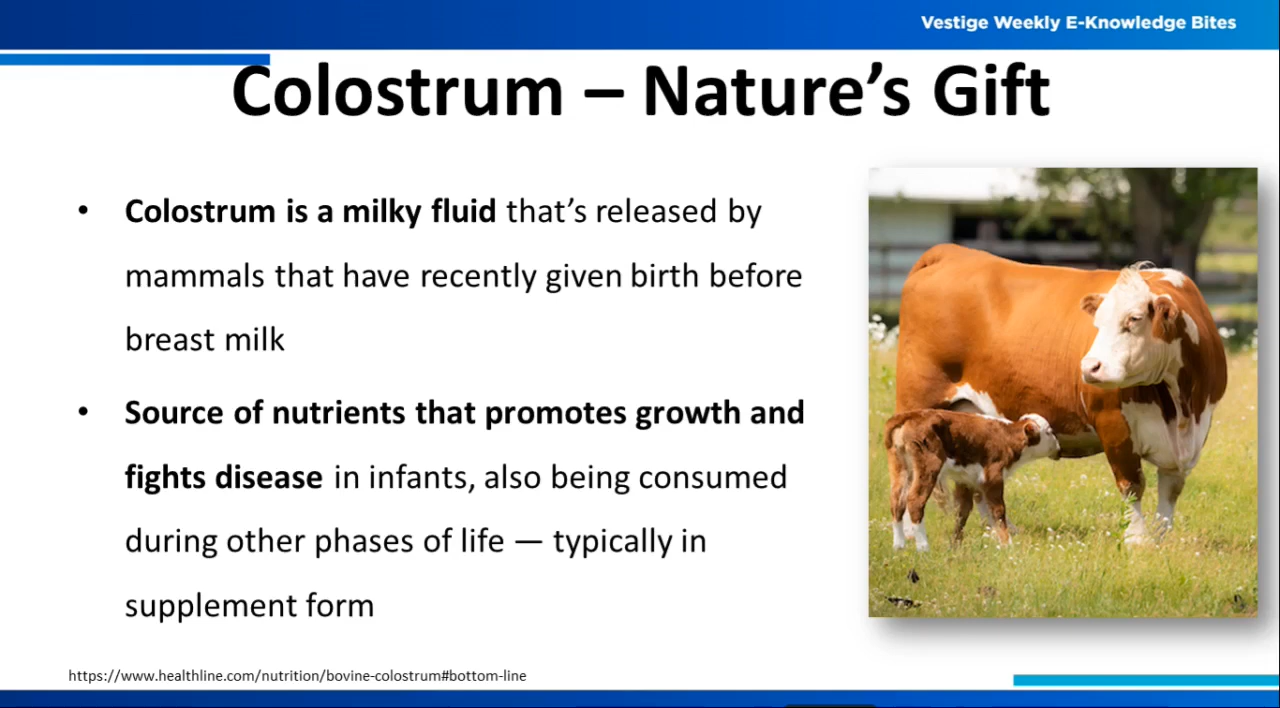 Vestige Weekly E-Knowledge Bites
Colostrum – Nature’s Gift
• Colostrum is a milky fluid that’s released by
mammals that have recently given birth before
breast milk
• Source of nutrients that promotes growth and
fights disease in infants, also being consumed
during other phases of life — typically in
supplement form
https://www.healthline.com/nutrition/bovine-colostrum#bottom-line